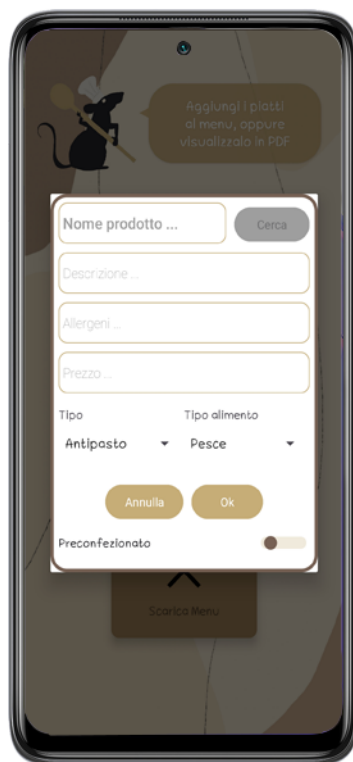 Aggiungi i piatti
al menu, oppure
visualizzalo in PDF
Nome prodotto ...
Cerca
Descrizione ...
Allergeni ...
Prezzo ...
Tipo
Tipo alimento
Antipasto
Pesce
Annulla
Ok
Preconfezionato
Scarica Menu